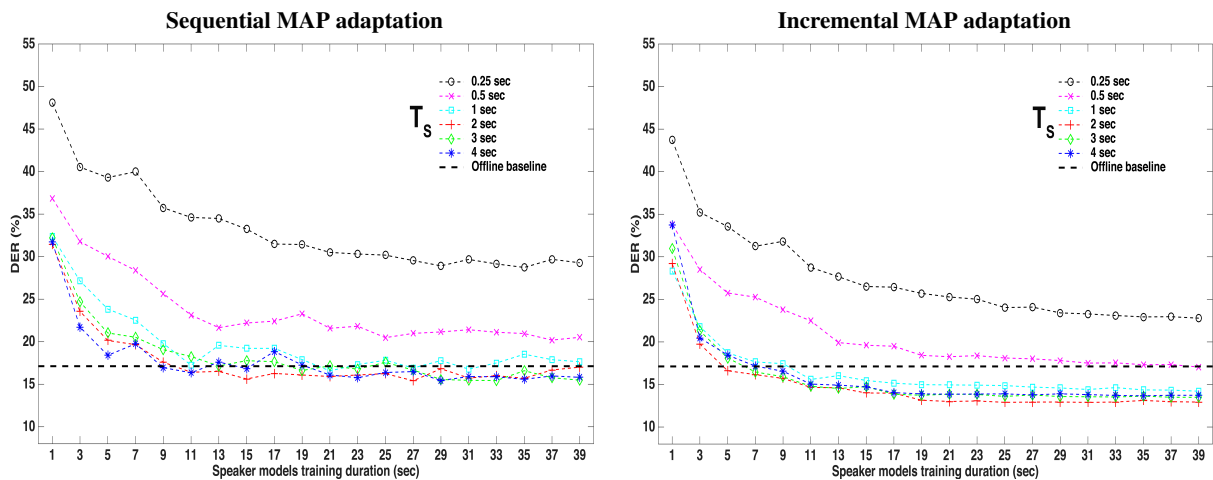 Sequential MAP adaptation
55
50
45
40
35
30
25
20
15
10
DER (%)
1 3 5 7 9 11 13 15 17 19 21 23 25 27 29 31 33 35 37 39
Speaker models training duration (sec)
T_S
0.25 sec
0.5 sec
1 sec
2 sec
3 sec
4 sec
Offline baseline
Incremental MAP adaptation
55
50
45
40
35
30
25
20
15
10
DER (%)
1 3 5 7 9 11 13 15 17 19 21 23 25 27 29 31 33 35 37 39
Speaker models training duration (sec)
T_S
0.25 sec
0.5 sec
1 sec
2 sec
3 sec
4 sec
Offline baseline